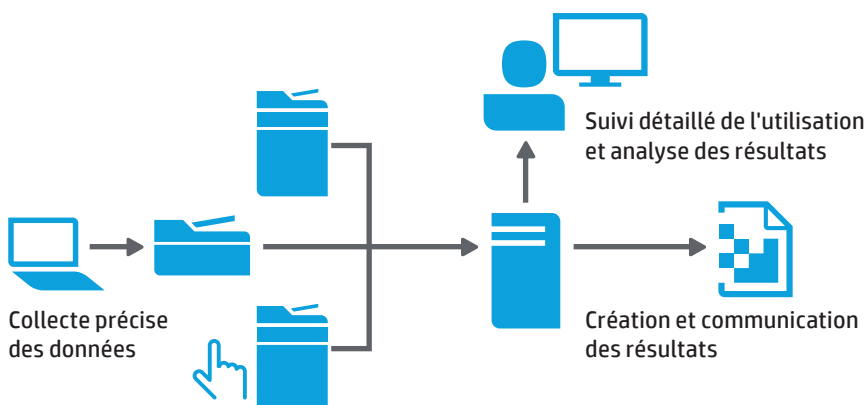 Suivi détaillé de l'utilisation
et analyse des résultats
Collecte précise
des données
Création et communication
des résultats